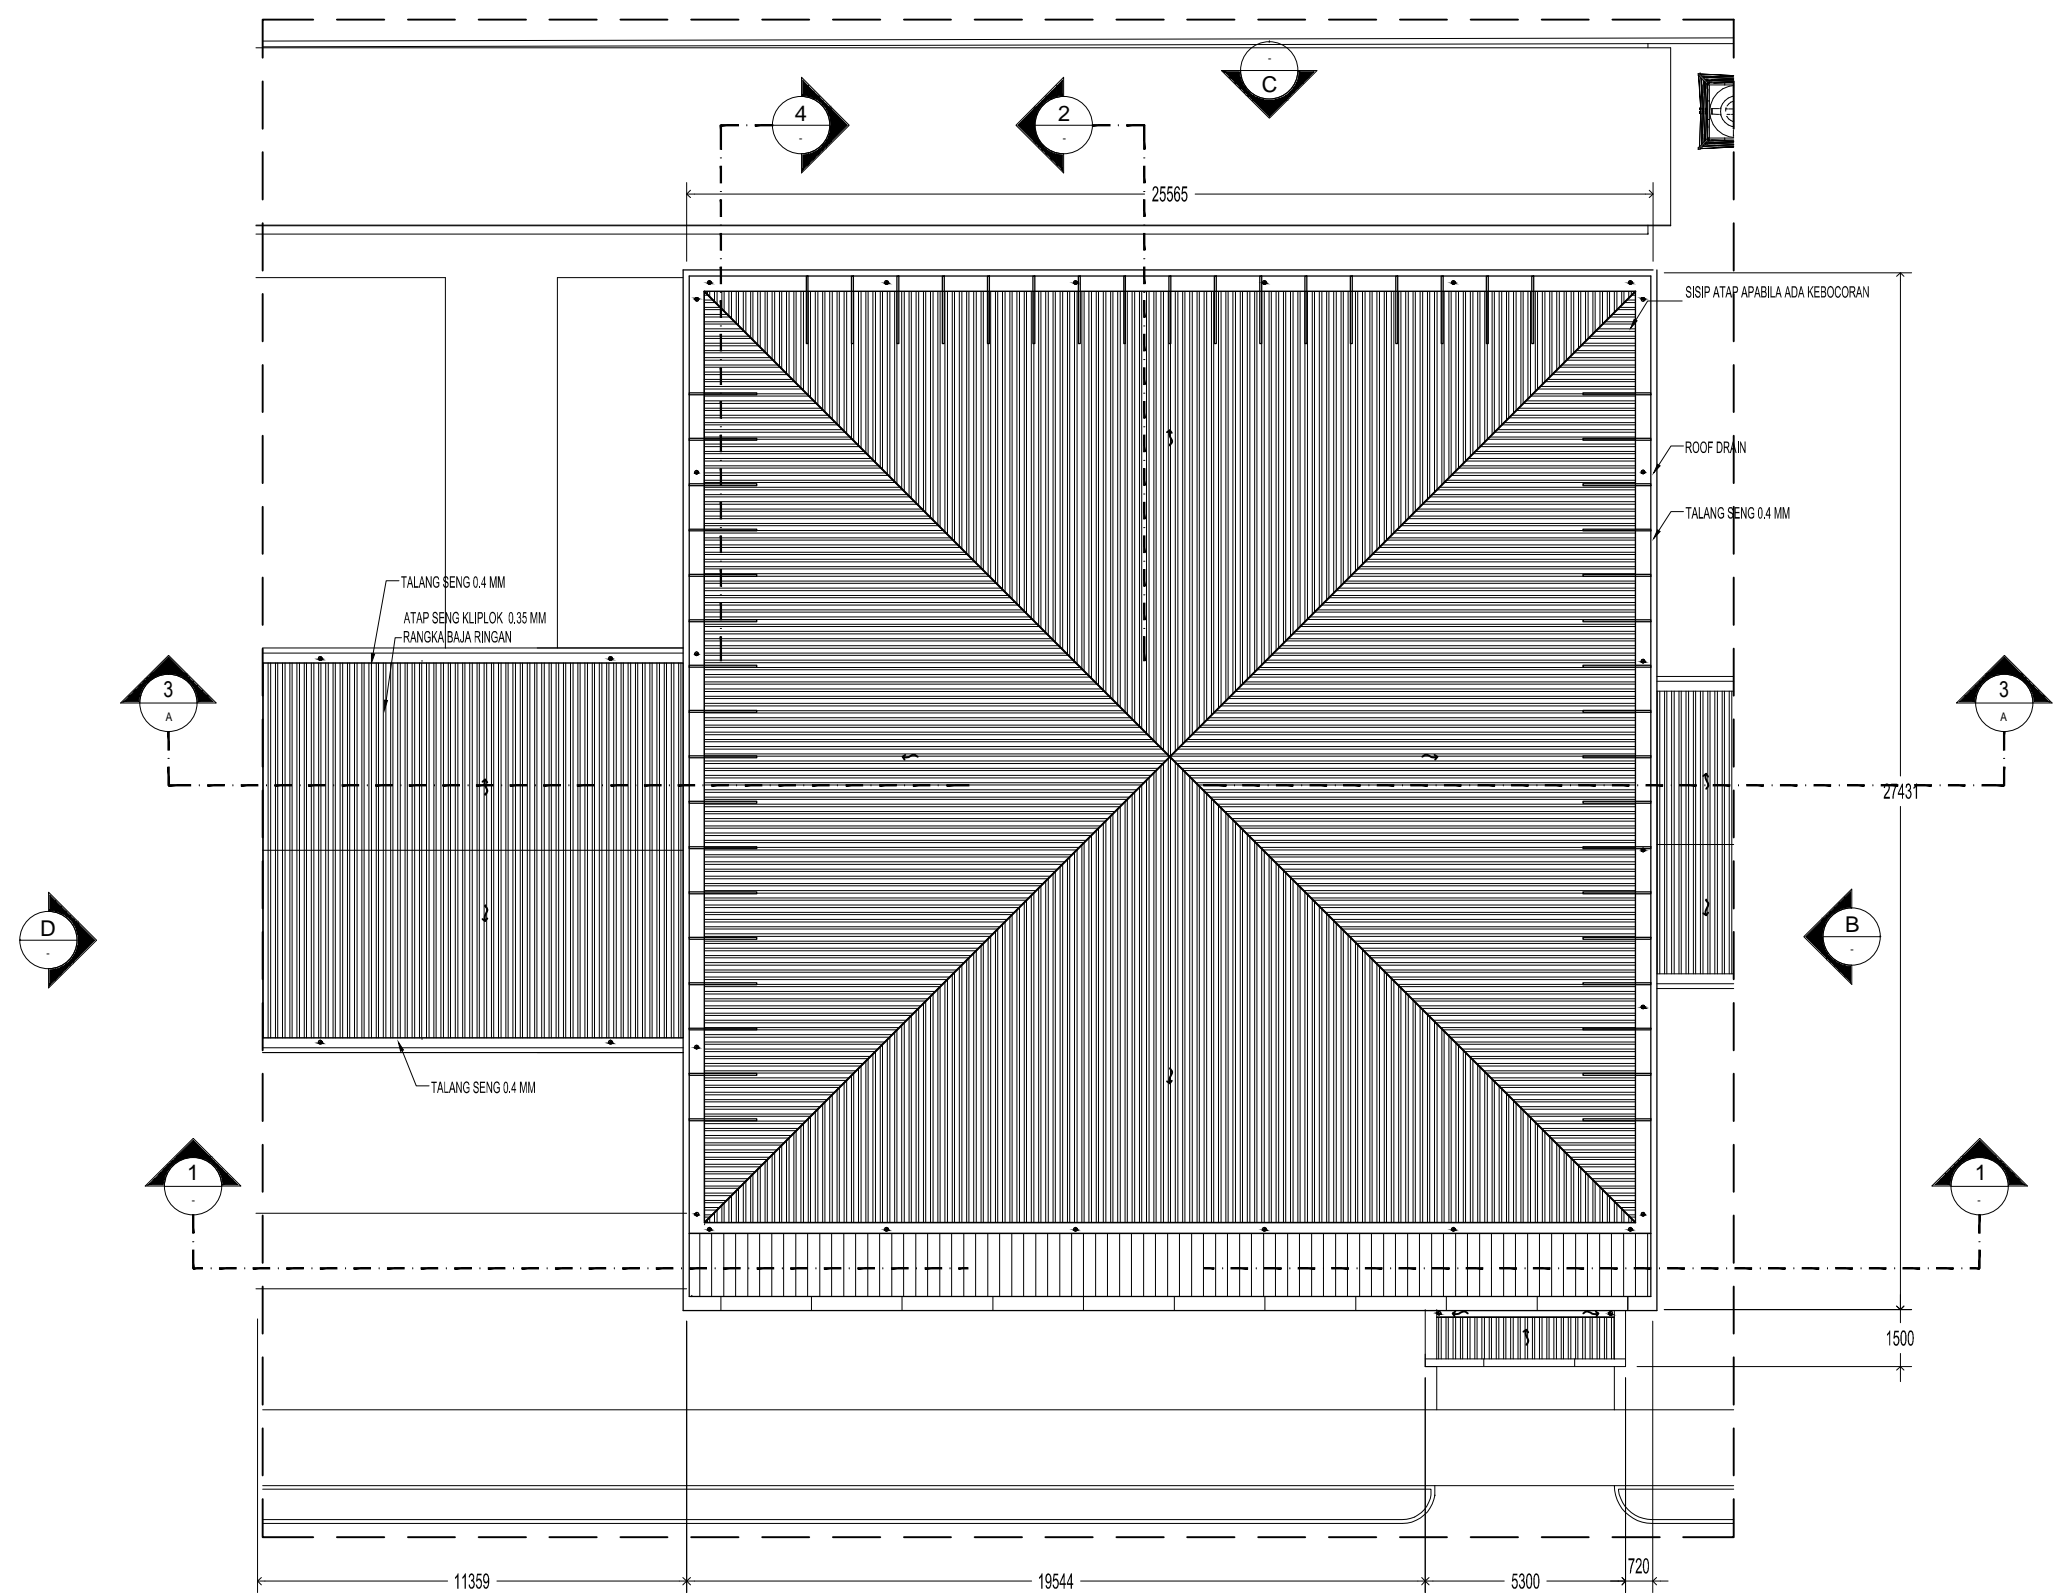 C
4
2
25565
SISIP ATAP APABILA ADA KEBOCORAN
ROOF DRAIN
TALANG SENG 0.4 MM
TALANG SENG 0.4 MM
ATAP SENG KLIPLOK 0.35 MM
RANGKA BAJA RINGAN
3
A
3
A
27431
D
B
TALANG SENG 0.4 MM
1
1
1500
720
11359
19544
5300